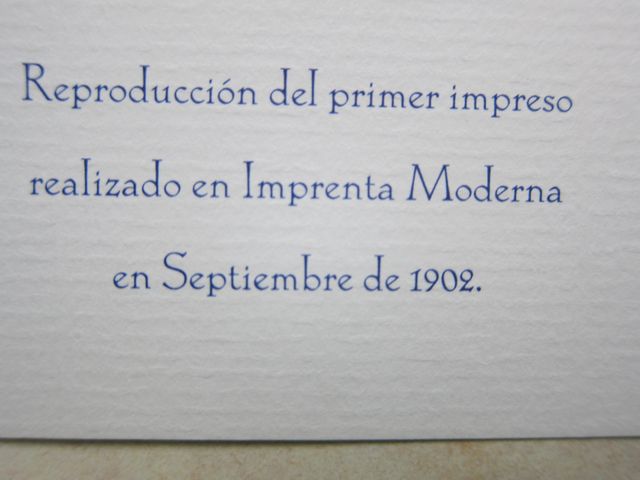 Reproducción del primer impreso
realizado en Imprenta Moderna
en Septiembre de 1902.